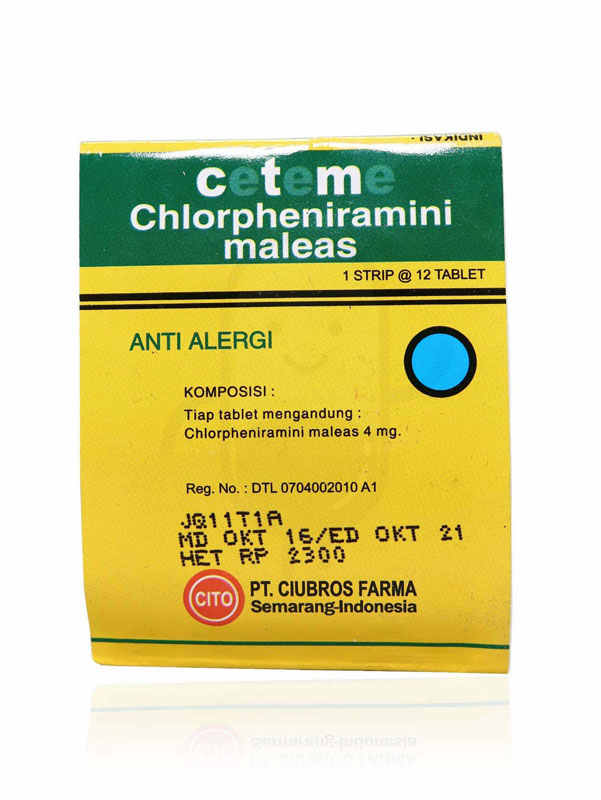 INDIKASI :
ceteme
Chlorpheniramini
maleas
1 STRIP @ 12 TABLET
ANTI ALERGI
KOMPOSISI :
Tiap tablet mengandung :
Chlorpheniramini maleas 4 mg.
Reg. No. : DTL 0704002010 A1
JQ11T1A
MD OKT 16/ED OKT 21
HET RP 2300
CITO
PT. CIUBROS FARMA
Semarang-Indonesia